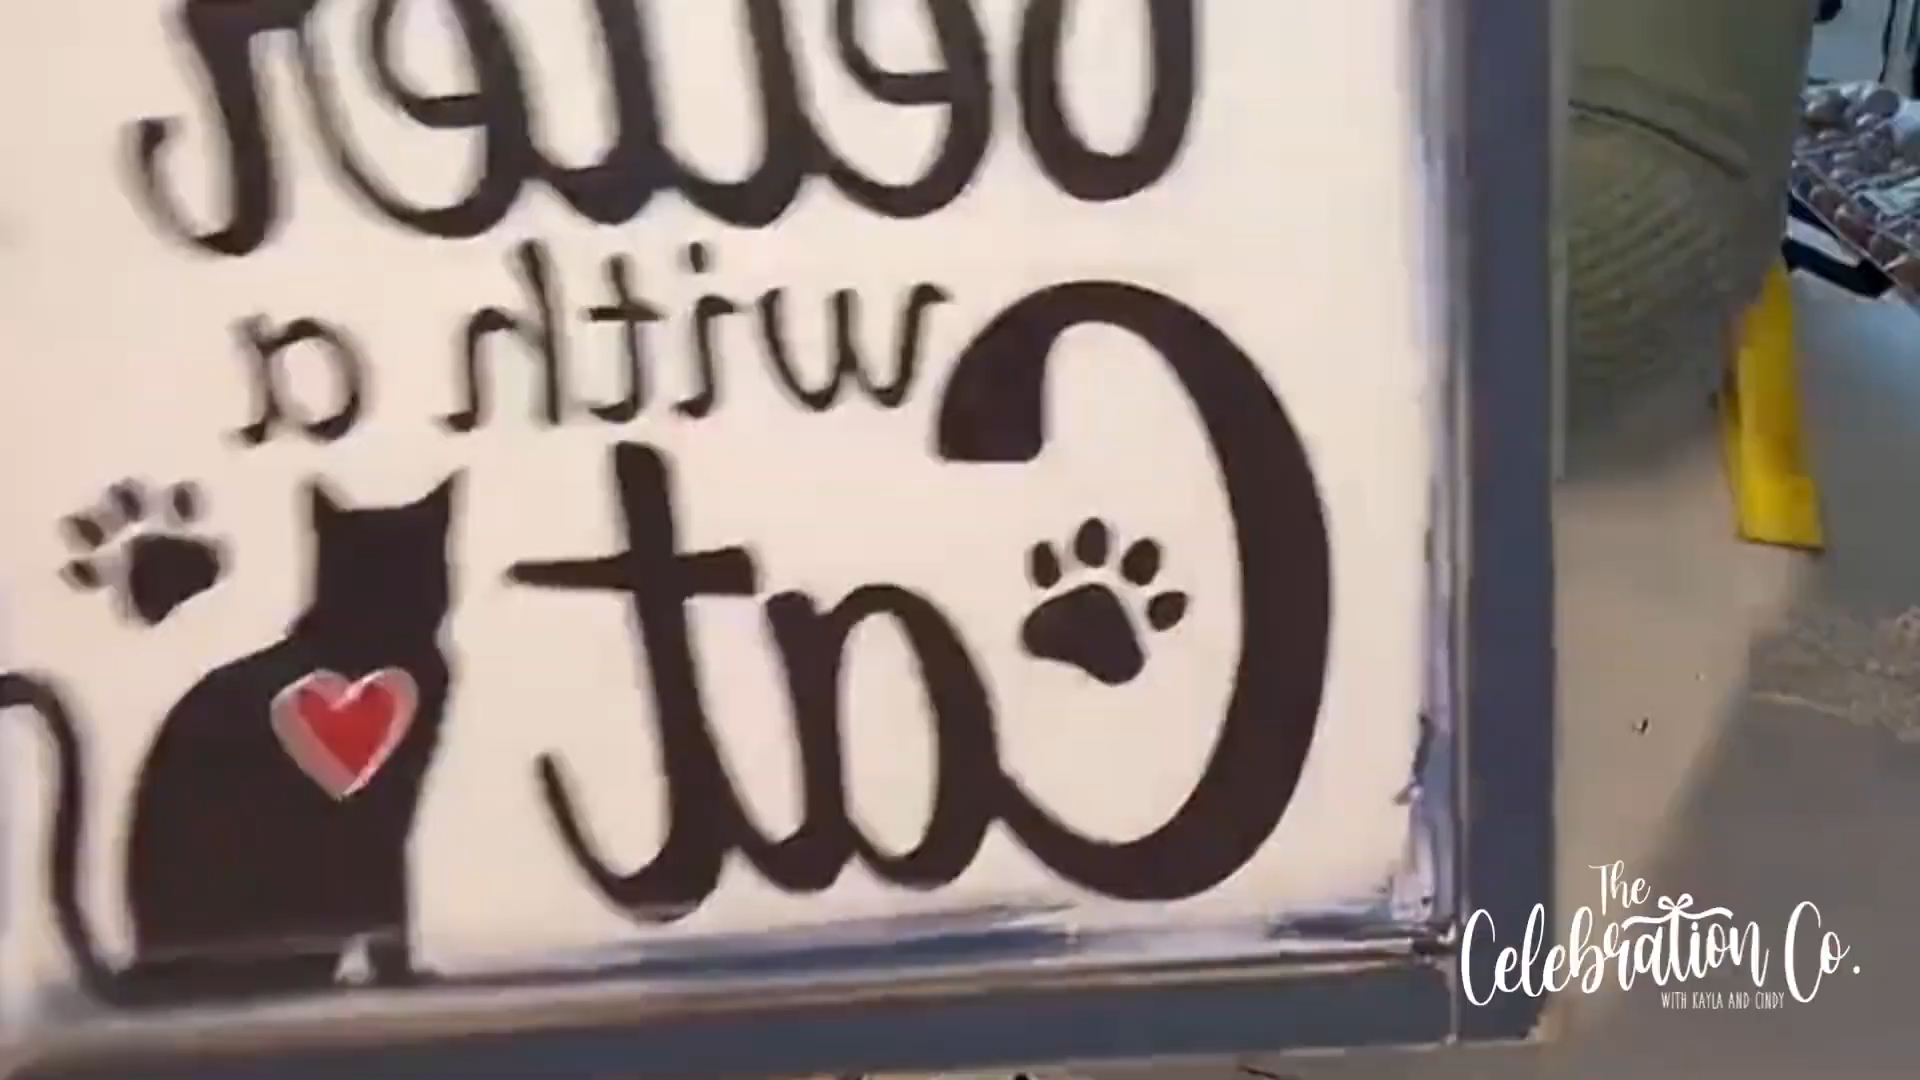 better
with a
Cat
The
Celebration Co.
WITH KAYLA AND CINDY